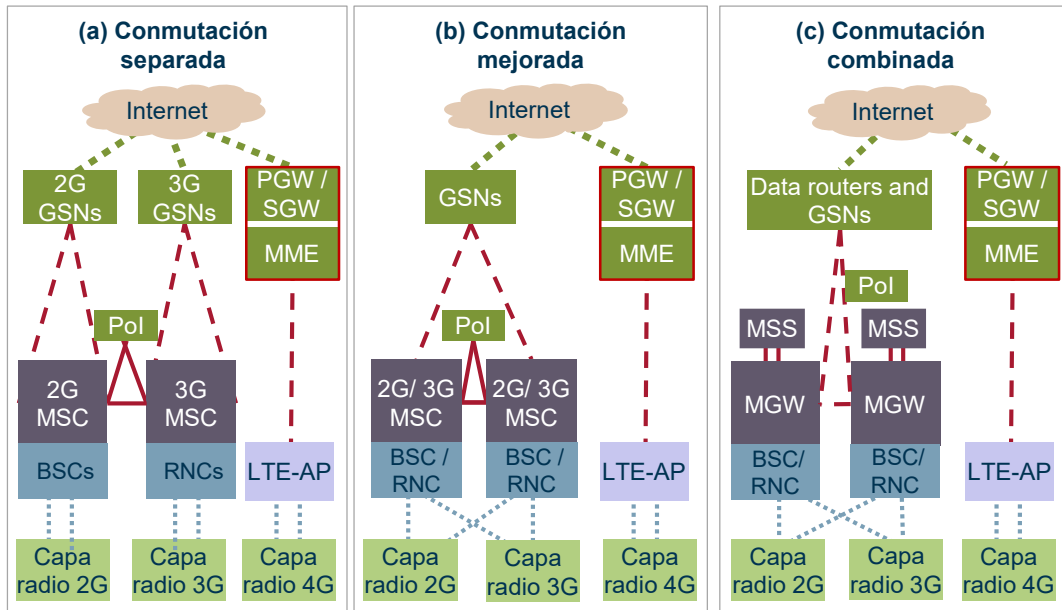 (a) Conmutación
separada
Internet
2G
GSNs
3G
GSNs
PGW /
SGW
MME
PoI
2G
MSC
3G
MSC
BSCs
RNCs
LTE-AP
Capa
radio 2G
Capa
radio 3G
Capa
radio 4G
(b) Conmutación
mejorada
Internet
GSNs
PGW /
SGW
MME
PoI
2G/ 3G
MSC
2G/ 3G
MSC
BSC /
RNC
BSC /
RNC
LTE-AP
Capa
radio 2G
Capa
radio 3G
Capa
radio 4G
(c) Conmutación
combinada
Internet
Data routers and
GSNs
PGW /
SGW
MME
PoI
MSS
MSS
MGW
MGW
BSC/
RNC
BSC/
RNC
LTE-AP
Capa
radio 2G
Capa
radio 3G
Capa
radio 4G